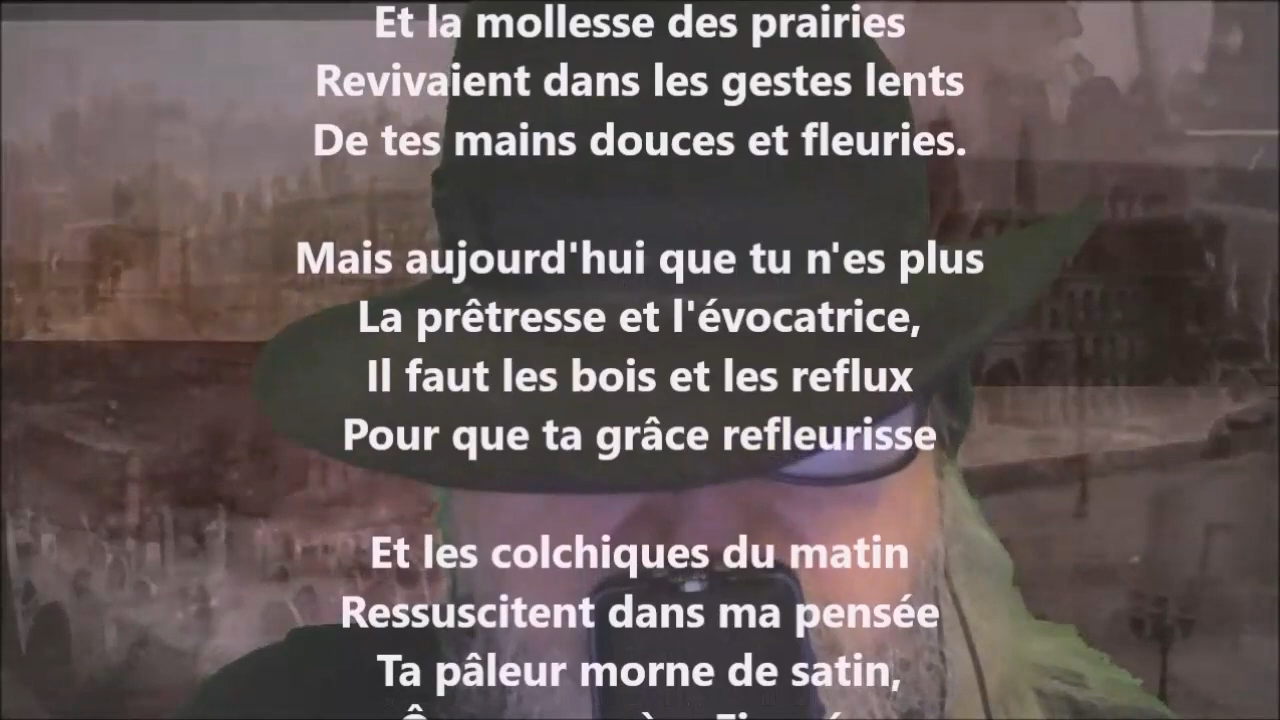 Et la mollesse des prairies
Revivaient dans les gestes lents
De tes mains douces et fleuries.
Mais aujourd'hui que tu n'es plus
La prêtresse et l'évocatrice,
Il faut les bois et les reflux
Pour que ta grâce refleurisse
Et les colchiques du matin
Ressuscitent dans ma pensée
Ta pâleur morne de satin,